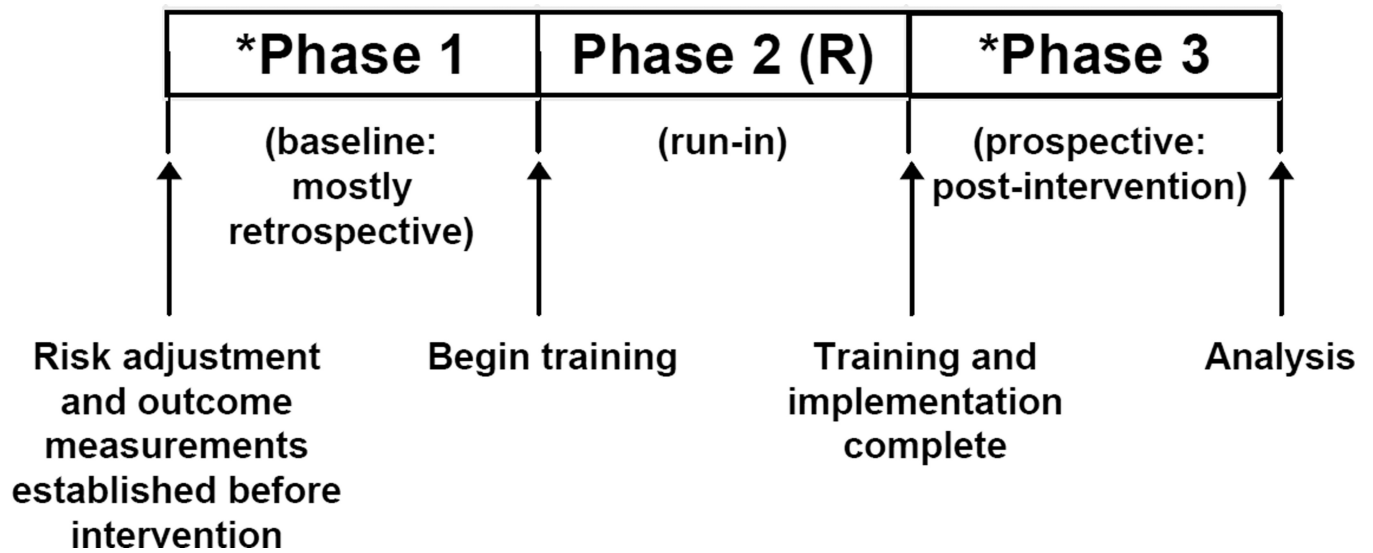 *Phase 1
Phase 2 (R)
*Phase 3
(baseline:
mostly
retrospective)
(run-in)
(prospective:
post-intervention)
Risk adjustment
and outcome
measurements
established before
intervention
Begin training
Training and
implementation
complete
Analysis